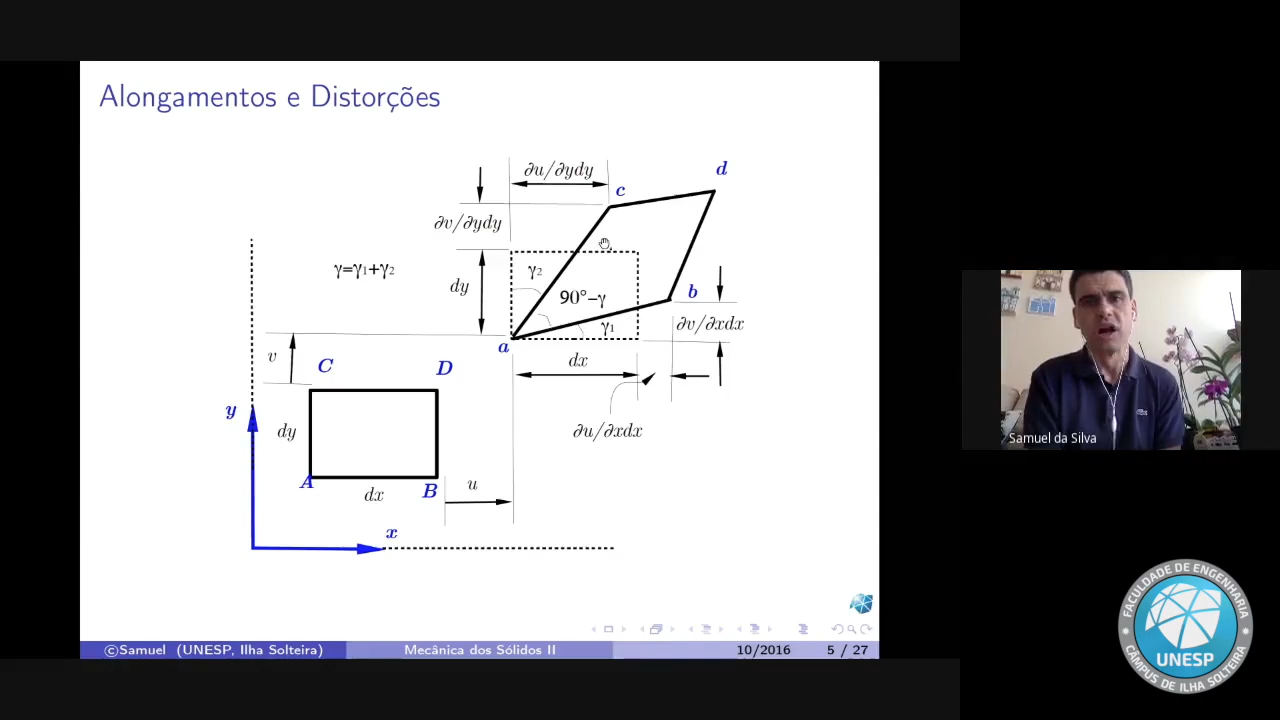 Alongamentos e Distorções
∂u/∂ydy
d
c
∂v/∂ydy
γ=γ₁+γ₂
γ₂
dy
90°−γ
b
γ₁
∂v/∂xdx
a
v
dx
C
D
y
dy
∂u/∂xdx
A
dx
B
u
x
Samuel da Silva
©Samuel (UNESP, Ilha Solteira)
Mecânica dos Sólidos II
10/2016
5 / 27
FACULDADE DE ENGENHARIA
UNESP
CÂMPUS DE ILHA SOLTEIRA